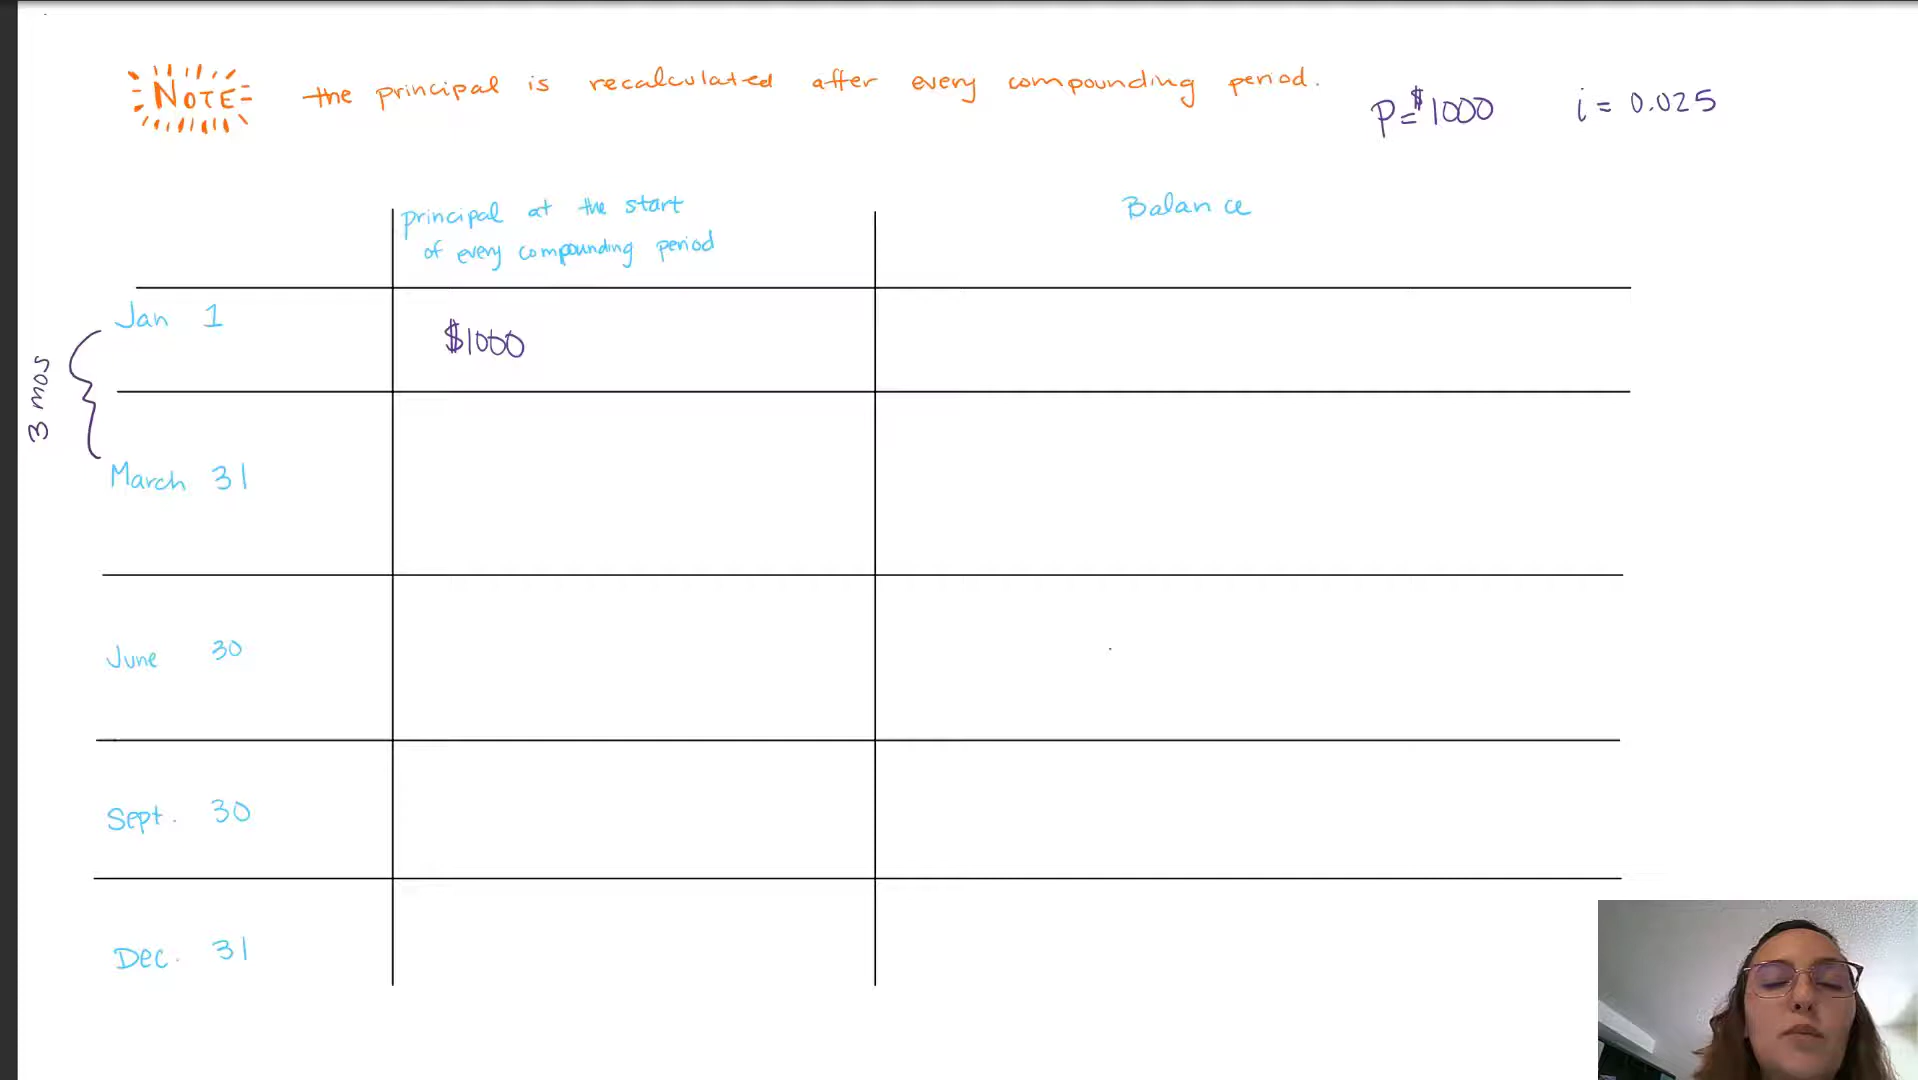 NOTE the principal is recalculated after every compounding period.
P=$1000 i = 0.025
principal at the start
of every compounding period
Balance
Jan 1
$1000
3 mos
March 31
June 30
Sept. 30
Dec. 31